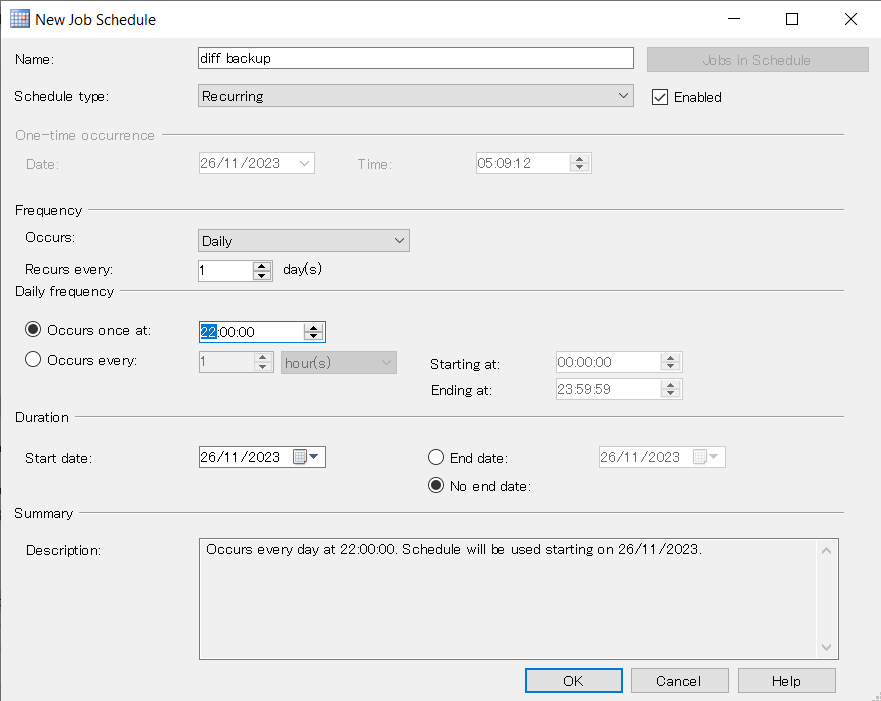 New Job Schedule
Name: diff backup Jobs in Schedule
Schedule type: Recurring Enabled
One-time occurrence
Date: 26/11/2023 Time: 05:09:12
Frequency
Occurs: Daily
Recurs every: 1 day(s)
Daily frequency
Occurs once at: 22:00:00
Occurs every: 1 hour(s) Starting at: 00:00:00
Ending at: 23:59:59
Duration
Start date: 26/11/2023 End date: 26/11/2023
No end date:
Summary
Description: Occurs every day at 22:00:00. Schedule will be used starting on 26/11/2023.
OK Cancel Help